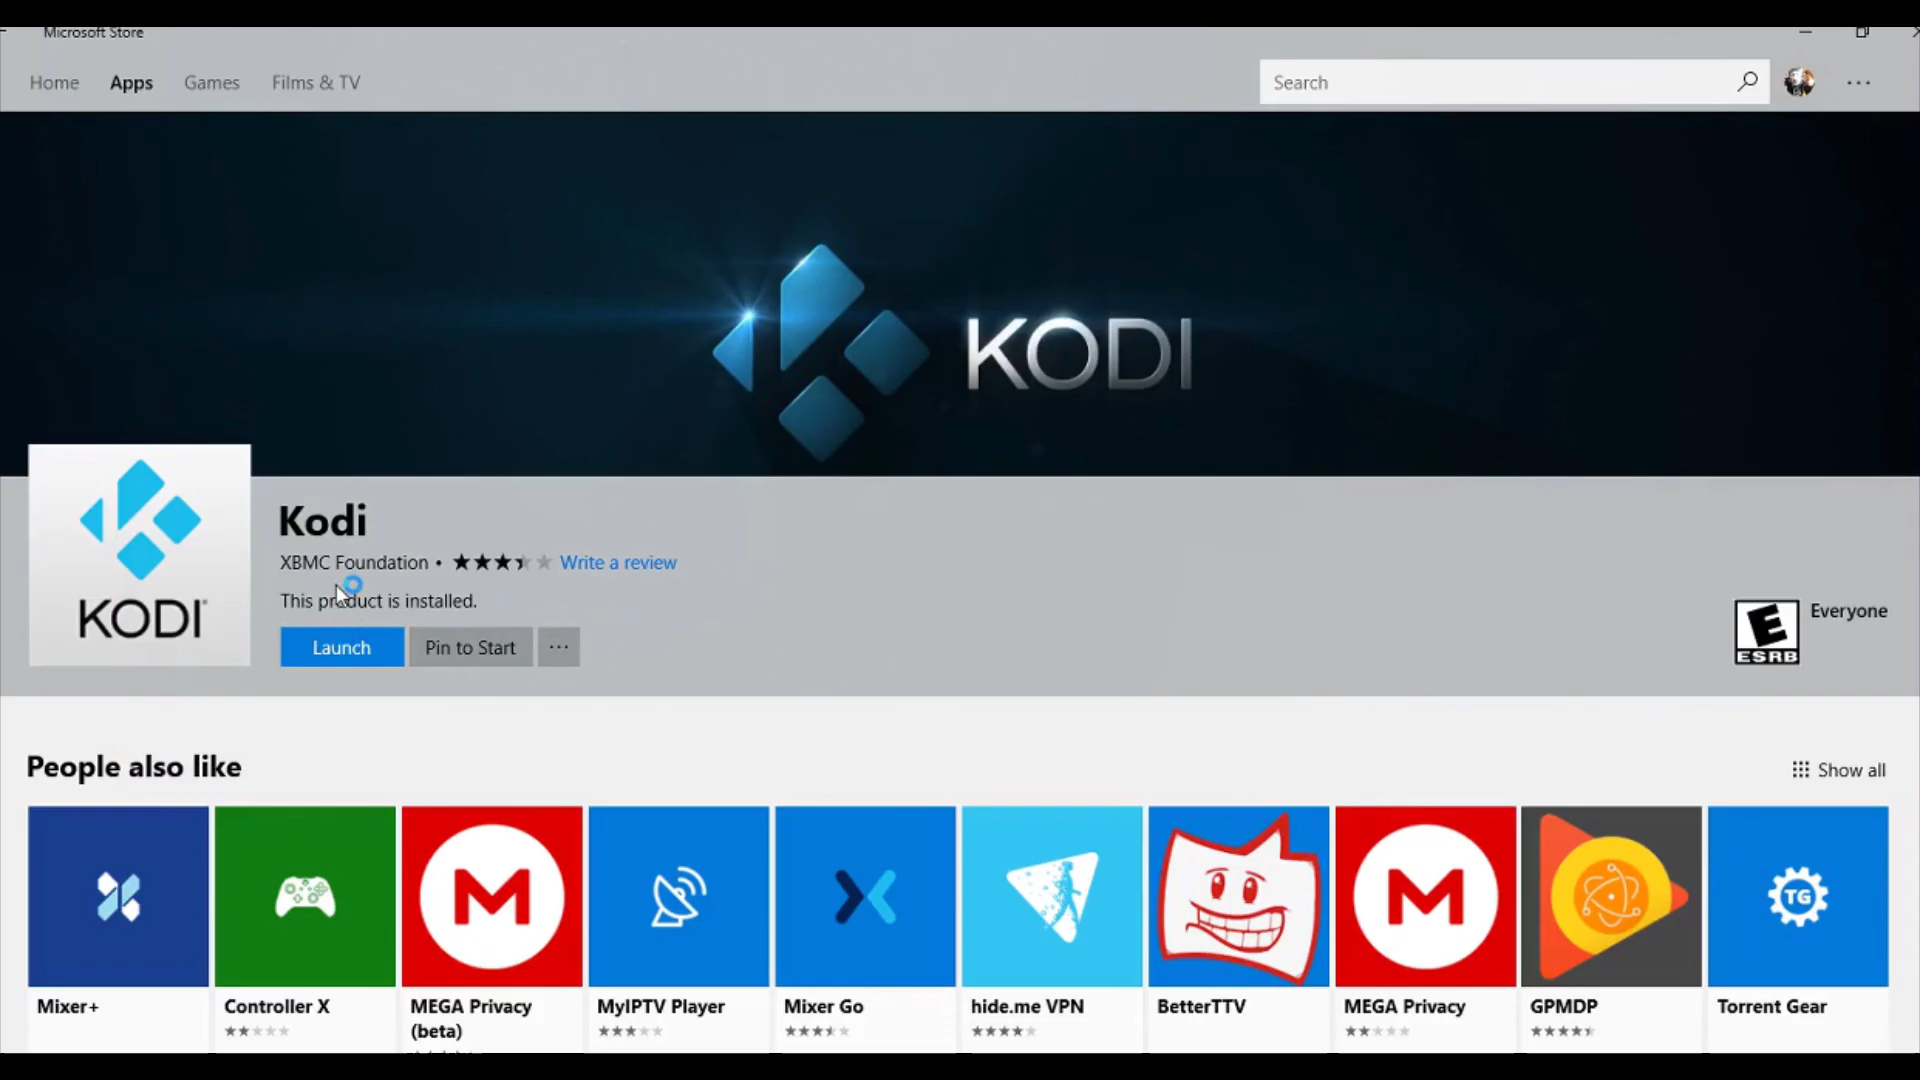 Microsoft Store
Home Apps Games Films & TV
Search
KODI
KODI
Kodi
XBMC Foundation • Write a review
This product is installed.
Launch Pin to Start ···
E
ESRB
Everyone
People also like
Show all
M
M
TG
Mixer+
Controller X
MEGA Privacy
(beta)
MyIPTV Player
Mixer Go
hide.me VPN
BetterTTV
MEGA Privacy
GPMDP
Torrent Gear